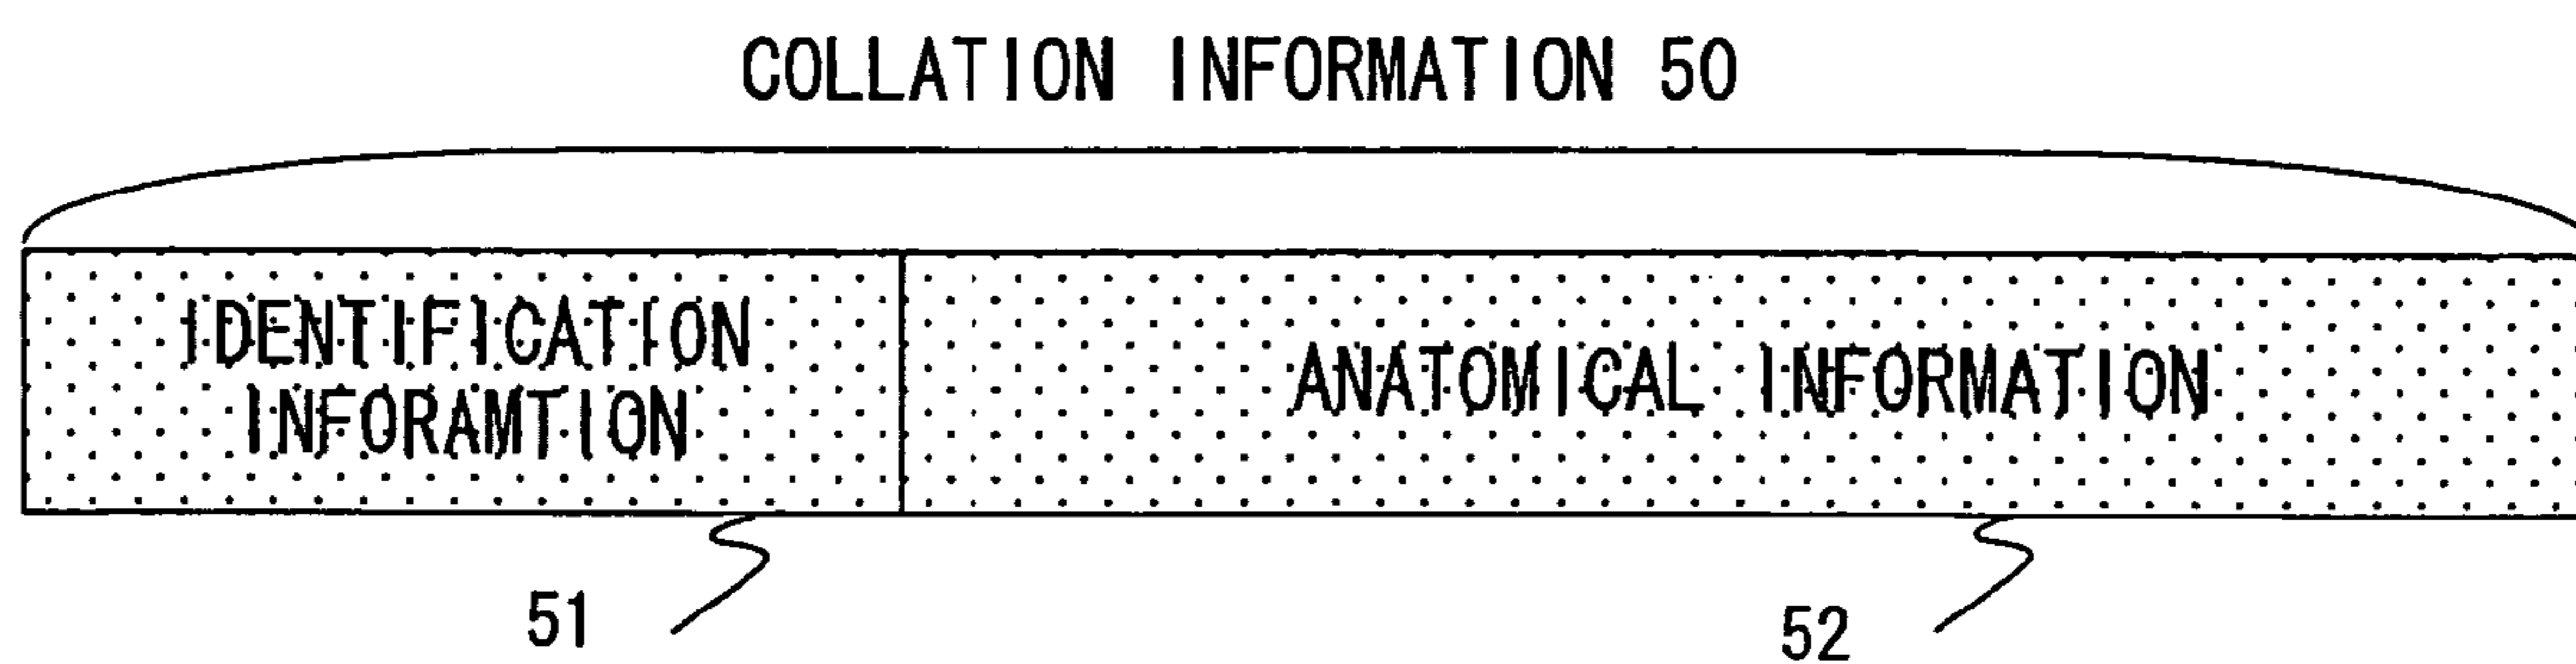 COLLATION INFORMATION 50
IDENTIFICATION
INFORAMTION
ANATOMICAL INFORMATION
51
52